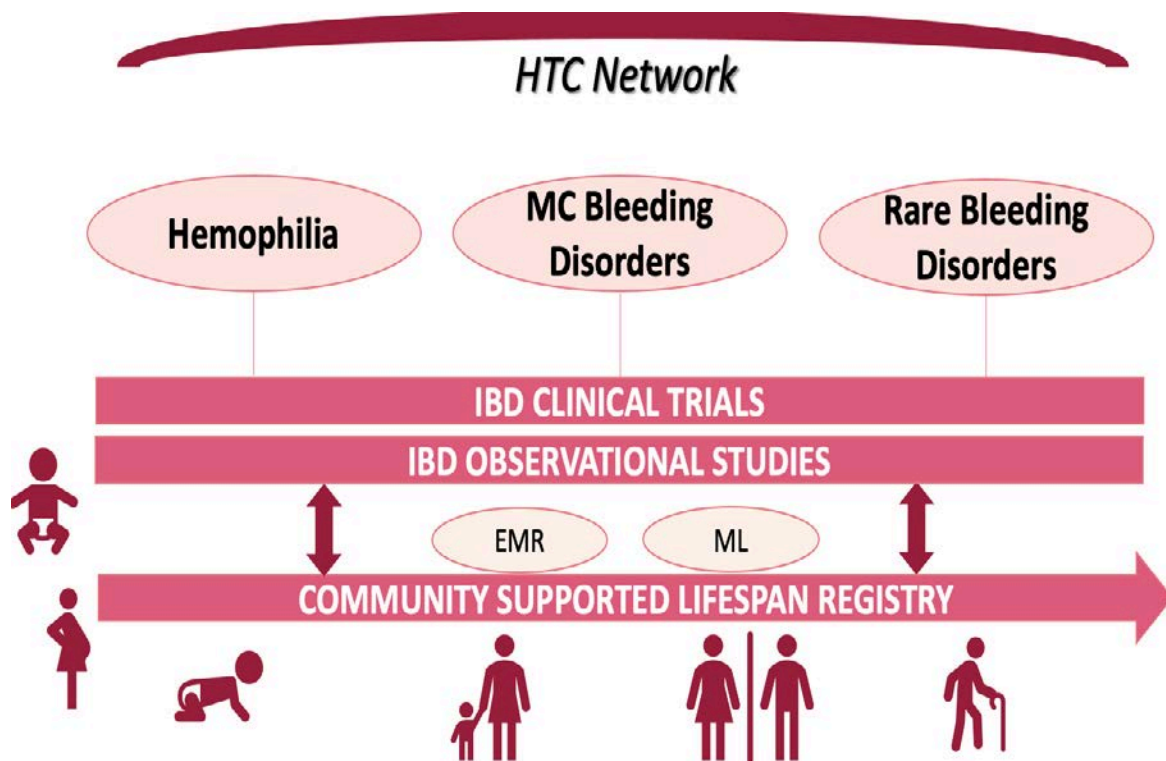 HTC Network
Hemophilia
MC Bleeding
Disorders
Rare Bleeding
Disorders
IBD CLINICAL TRIALS
IBD OBSERVATIONAL STUDIES
EMR
ML
COMMUNITY SUPPORTED LIFESPAN REGISTRY